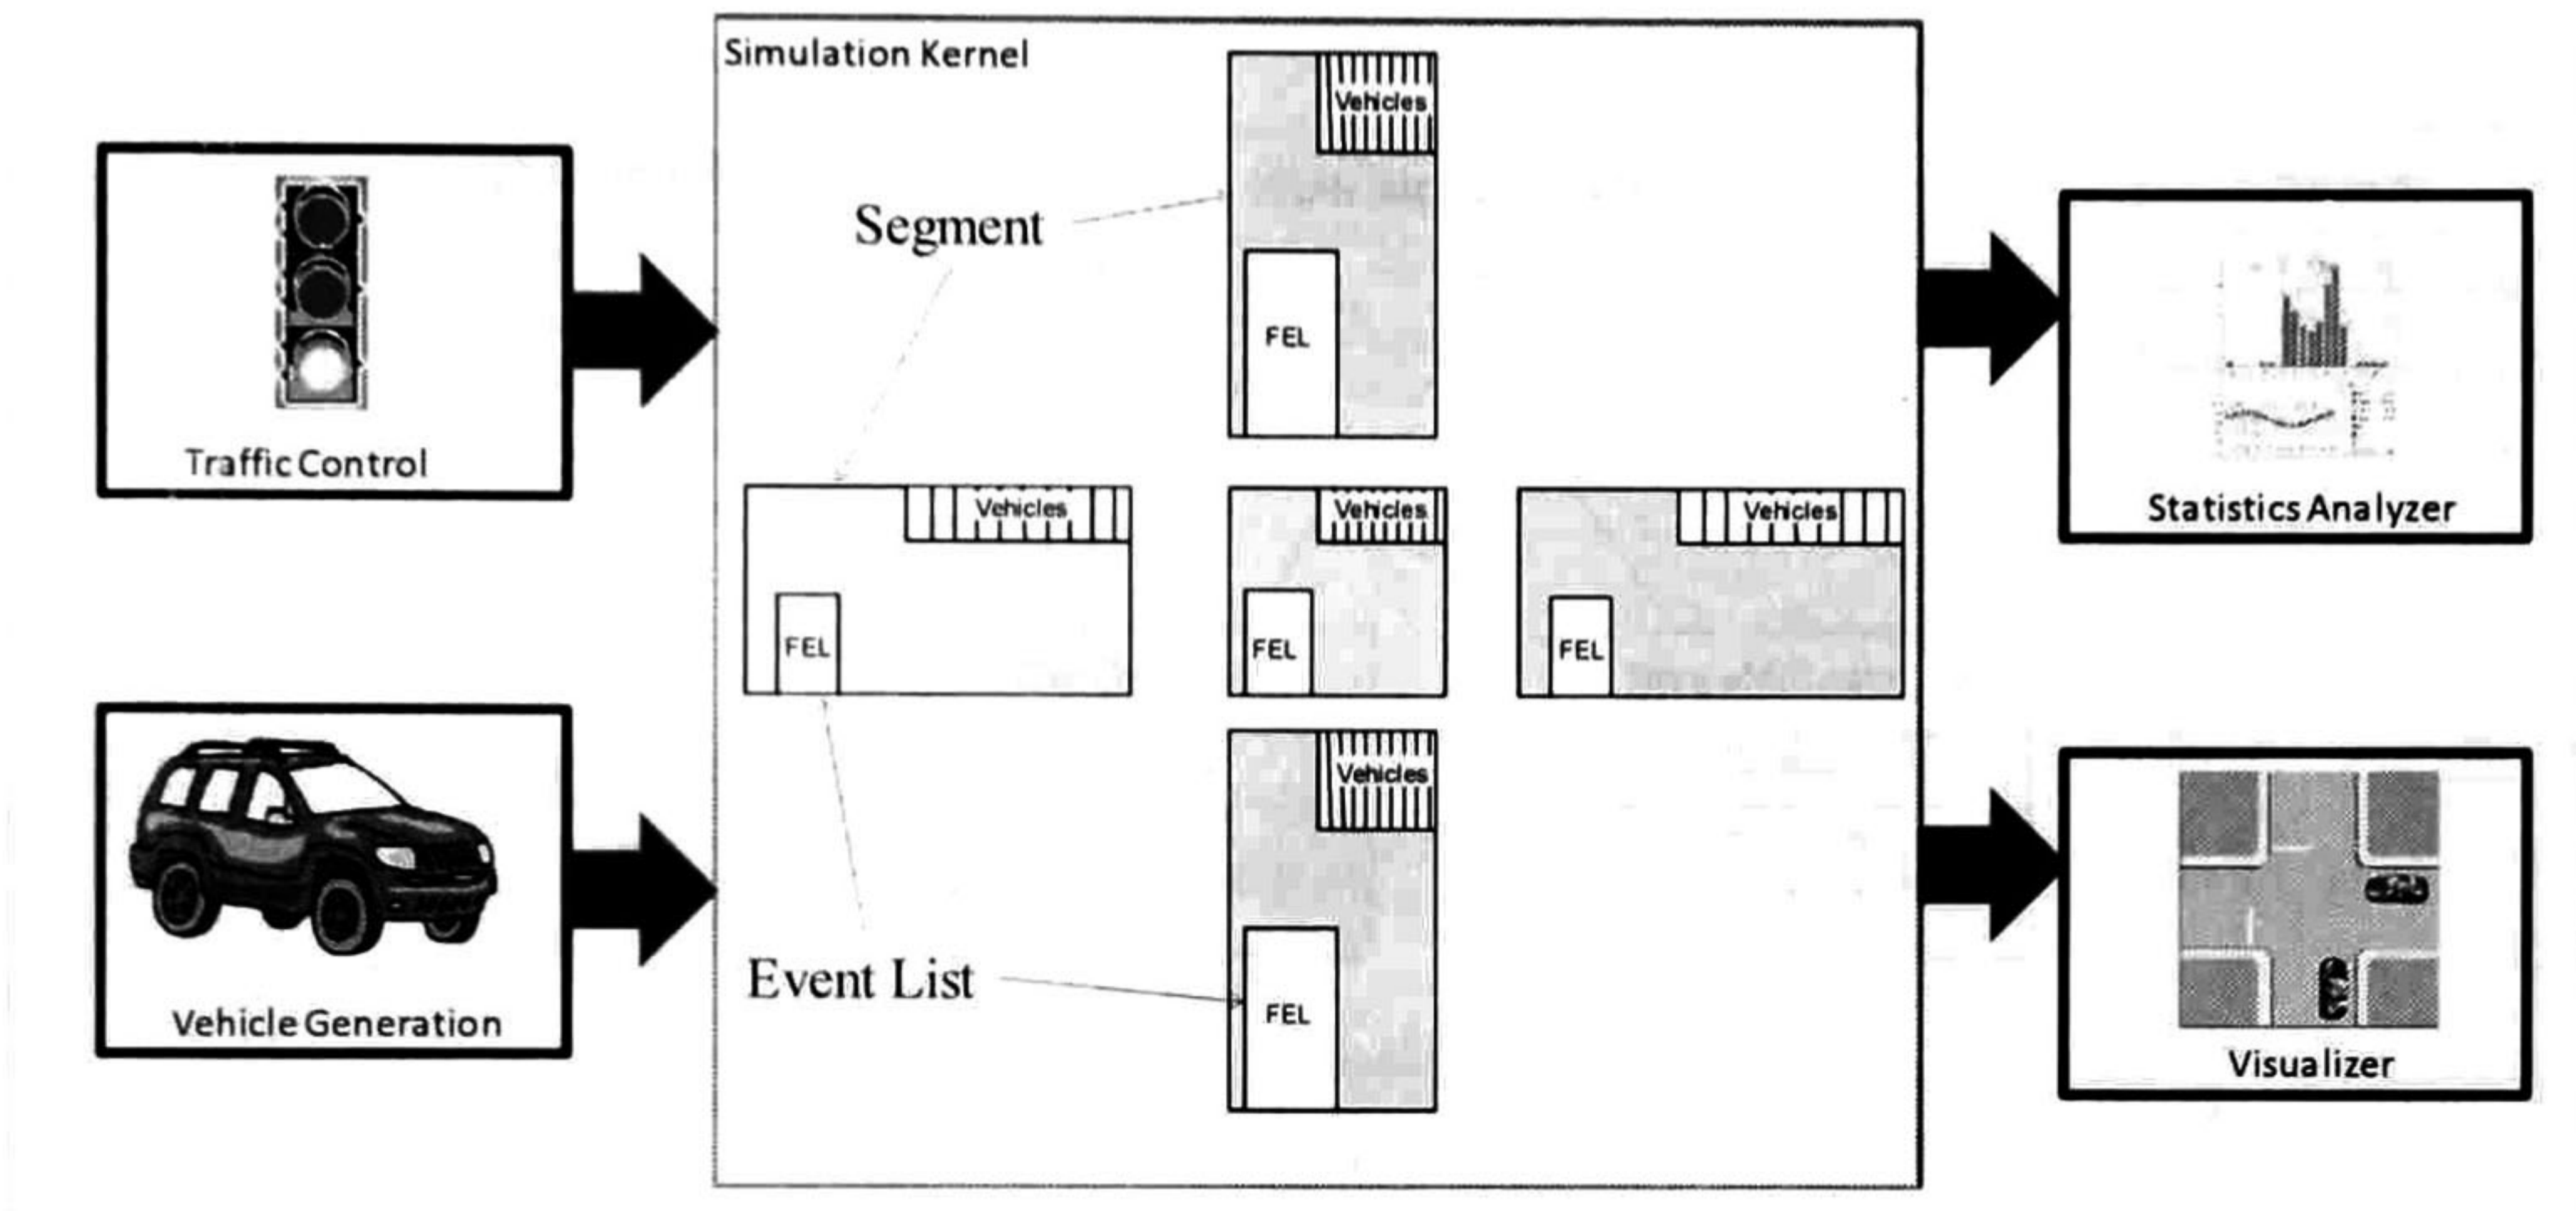 Simulation Kernel
Vehicles
Segment
FEL
Traffic Control
Vehicles
FEL
Vehicles
FEL
Vehicles
FEL
Statistics Analyzer
Vehicles
FEL
Event List
Vehicle Generation
Visualizer